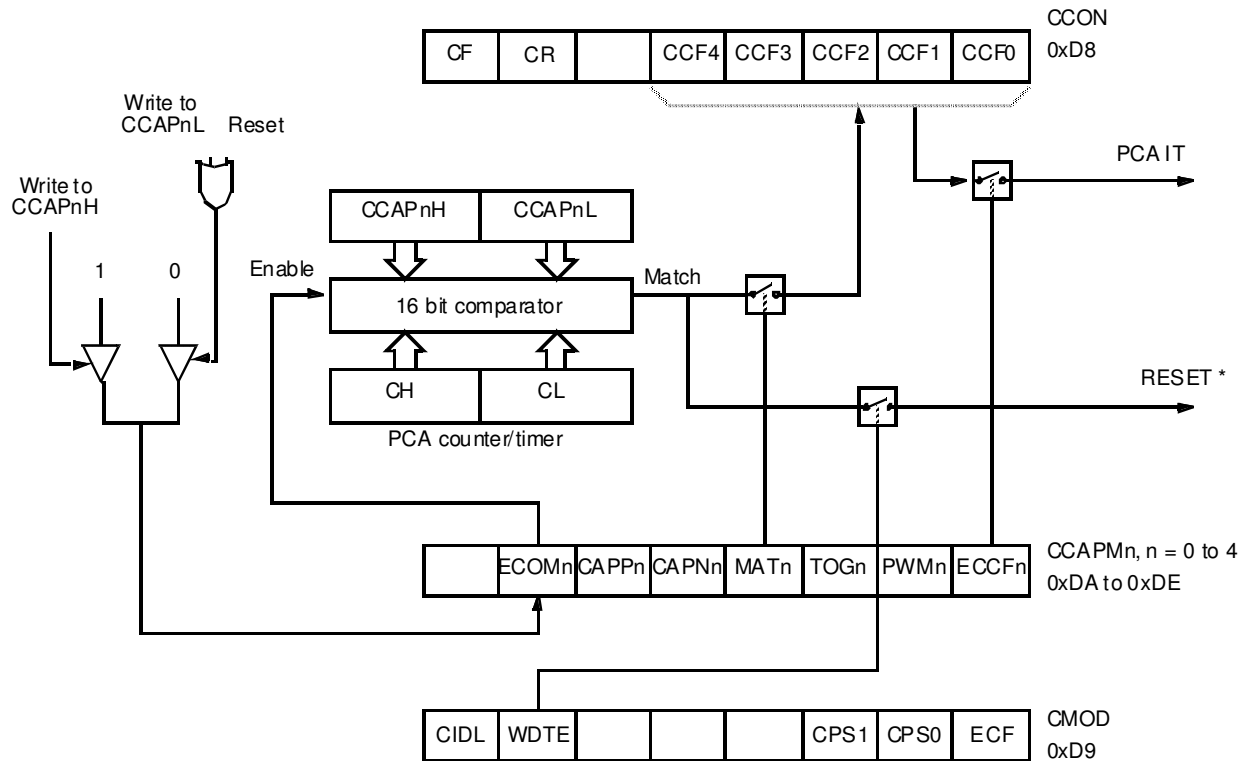 CCON
0xD8
CF CR CCF4 CCF3 CCF2 CCF1 CCF0
Write to
CCAPnL Reset
Write to
CCAPnH
1 0
PCA IT
CCAPnH CCAPnL
Enable
Match
16 bit comparator
CH CL
PCA counter/timer
RESET *
ECOMn CAPPn CAPNn MATn TOGn PWMn ECCFn
CCAPMn, n = 0 to 4
0xDA to 0xDE
CIDL WDTE CPS1 CPS0 ECF
CMOD
0xD9